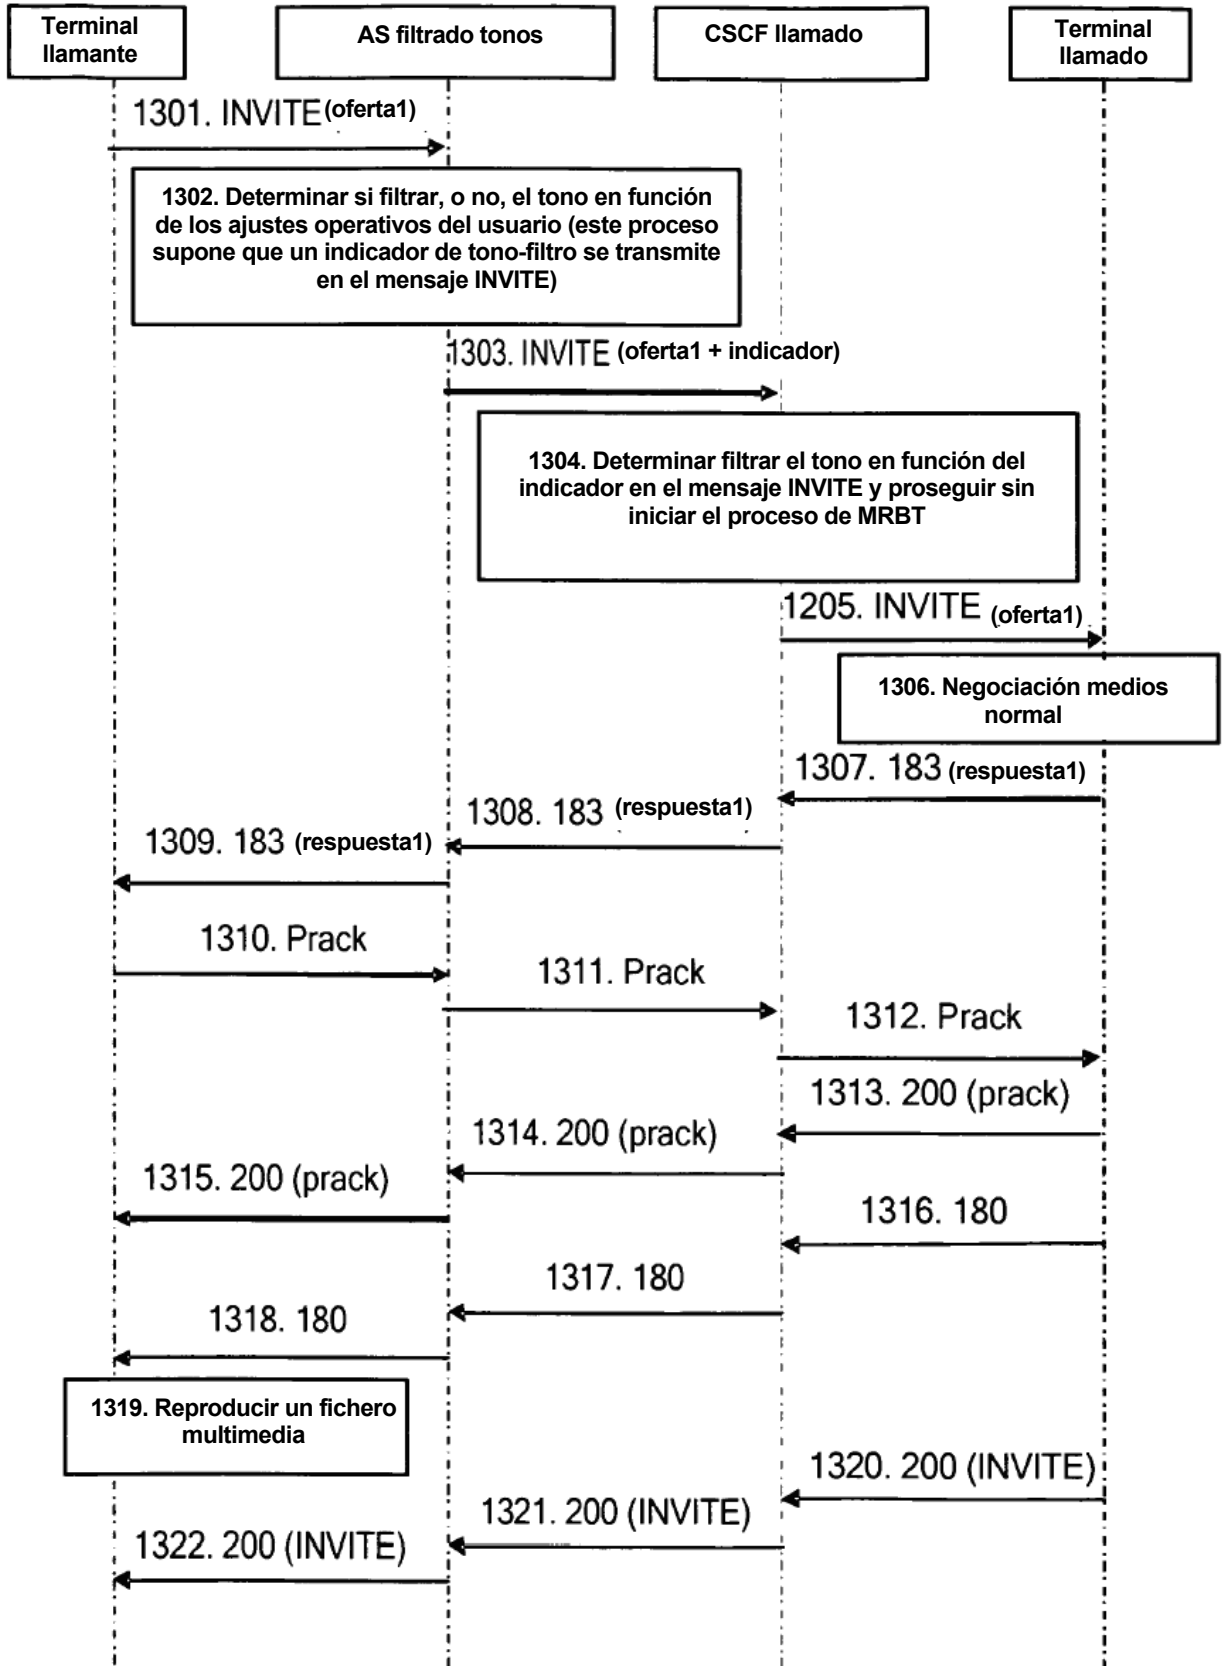 Terminal
llamante
AS filtrado tonos
CSCF llamado
Terminal
llamado
1301. INVITE (oferta1)
1302. Determinar si filtrar, o no, el tono en función
de los ajustes operativos del usuario (este proceso
supone que un indicador de tono-filtro se transmite
en el mensaje INVITE)
1303. INVITE (oferta1 + indicador)
1304. Determinar filtrar el tono en función del
indicador en el mensaje INVITE y proseguir sin
iniciar el proceso de MRBT
1205. INVITE (oferta1)
1306. Negociación medios
normal
1307. 183 (respuesta1)
1308. 183 (respuesta1)
1309. 183 (respuesta1)
1310. Prack
1311. Prack
1312. Prack
1313. 200 (prack)
1314. 200 (prack)
1315. 200 (prack)
1316. 180
1317. 180
1318. 180
1319. Reproducir un fichero
multimedia
1320. 200 (INVITE)
1321. 200 (INVITE)
1322. 200 (INVITE)